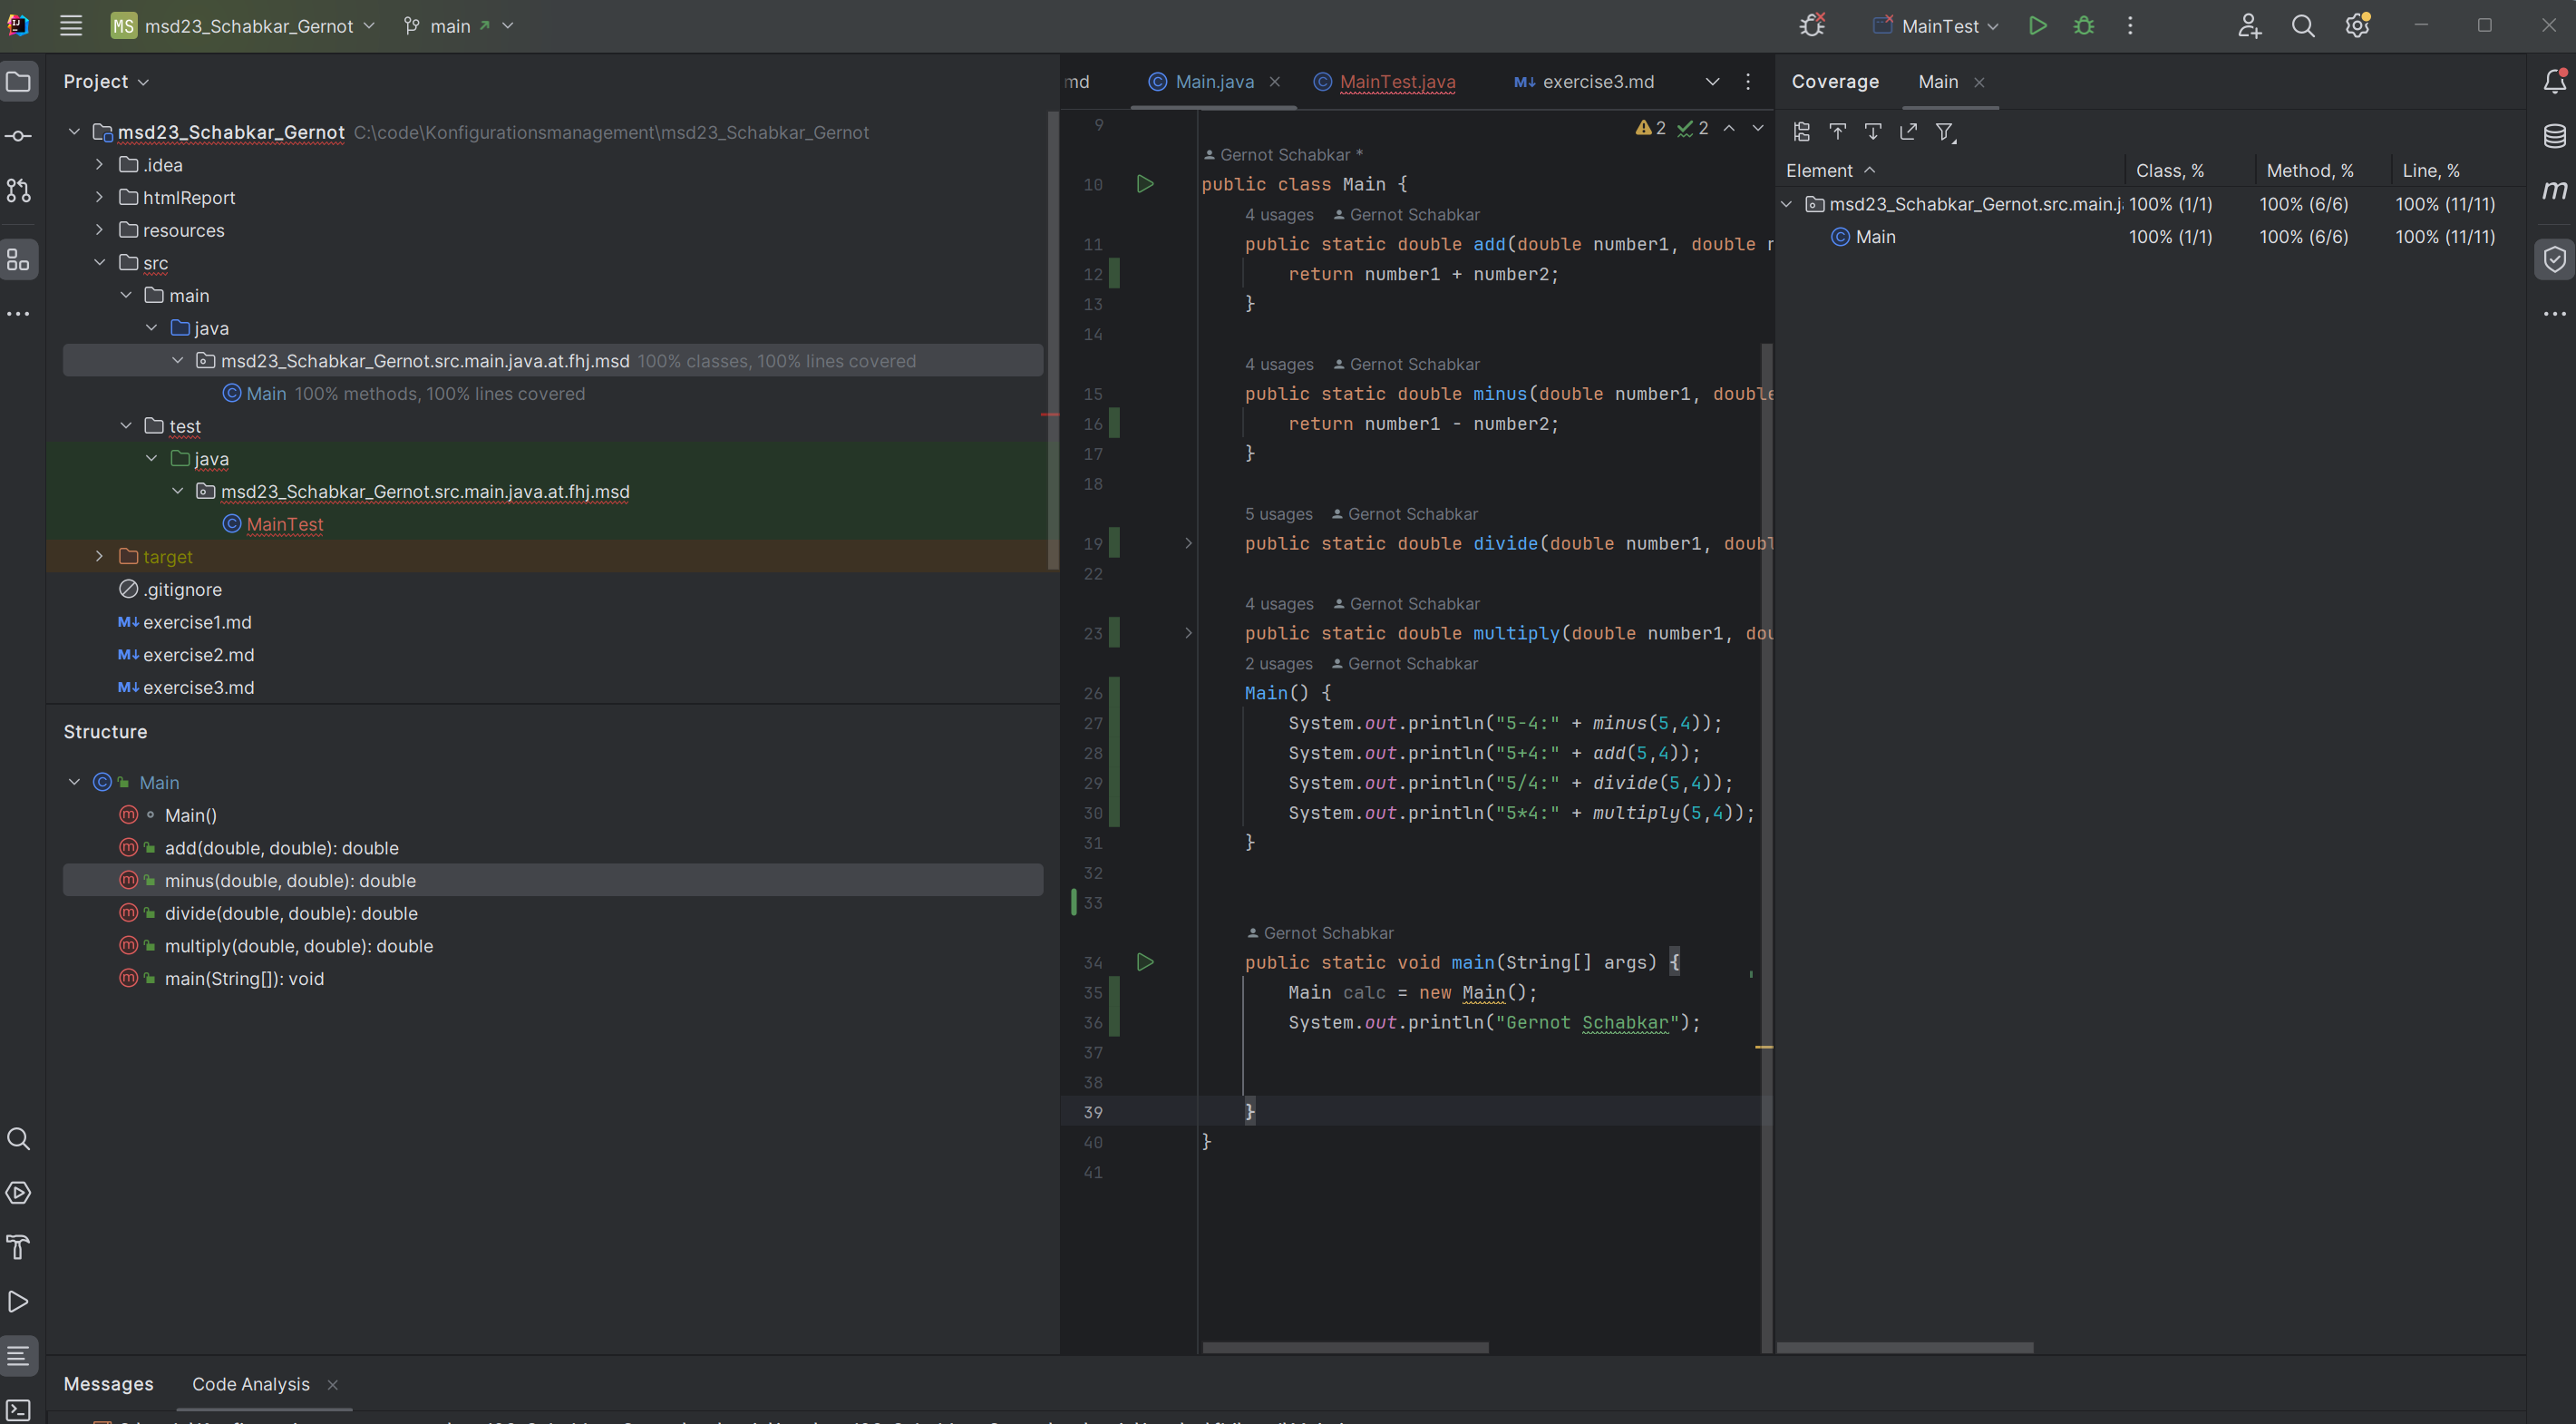 MS msd23_Schabkar_Gernot main MainTest
Project
msd23_Schabkar_Gernot C:\code\Konfigurationsmanagement\msd23_Schabkar_Gernot
.idea
htmlReport
resources
src
main
java
msd23_Schabkar_Gernot.src.main.java.at.fhj.msd 100% classes, 100% lines covered
Main 100% methods, 100% lines covered
test
java
msd23_Schabkar_Gernot.src.main.java.at.fhj.msd
MainTest
target
.gitignore
M↓ exercise1.md
M↓ exercise2.md
M↓ exercise3.md
Structure
Main
Main()
add(double, double): double
minus(double, double): double
divide(double, double): double
multiply(double, double): double
main(String[]): void
md Main.java MainTest.java M↓ exercise3.md
2 2
9
Gernot Schabkar *
10 public class Main {
4 usages Gernot Schabkar
11 public static double add(double number1, double
12 return number1 + number2;
13 }
14
4 usages Gernot Schabkar
15 public static double minus(double number1, double
16 return number1 - number2;
17 }
18
5 usages Gernot Schabkar
19 public static double divide(double number1, doubl
22
4 usages Gernot Schabkar
23 public static double multiply(double number1, dou
2 usages Gernot Schabkar
26 Main() {
27 System.out.println("5-4:" + minus(5,4));
28 System.out.println("5+4:" + add(5,4));
29 System.out.println("5/4:" + divide(5,4));
30 System.out.println("5*4:" + multiply(5,4));
31 }
32
33
Gernot Schabkar
34 public static void main(String[] args) {
35 Main calc = new Main();
36 System.out.println("Gernot Schabkar");
37
38
39 }
40 }
41
Coverage Main
Element Class, % Method, % Line, %
msd23_Schabkar_Gernot.src.main.j 100% (1/1) 100% (6/6) 100% (11/11)
Main 100% (1/1) 100% (6/6) 100% (11/11)
Messages Code Analysis